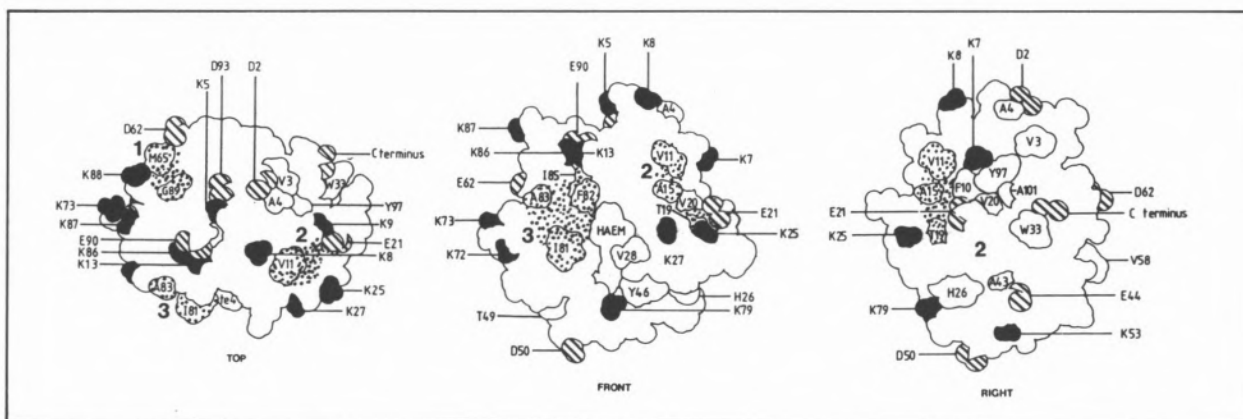 K5
D93
D2
D62
1
M65
K88
G89
K73
K87
E90
K86
K13
A83
3
I81
V3
A4
Cterminus
W33
Y97
K9
2
E21
K8
V11
K25
K27
TOP
K5
K8
E90
A4
K87
K86
K13
V11
K7
2
I85
E62
A83
F82
A15
V20
T19
E21
K73
3
HAEM
K25
I81
K27
K72
V28
Y46
H26
K79
T49
D50
FRONT
K8
K7
D2
A4
V3
V11
Y97
A15
F10
A101
D62
V20
E21
C terminus
T19
W33
K25
2
V58
H26
A43
E44
K79
K53
D50
RIGHT